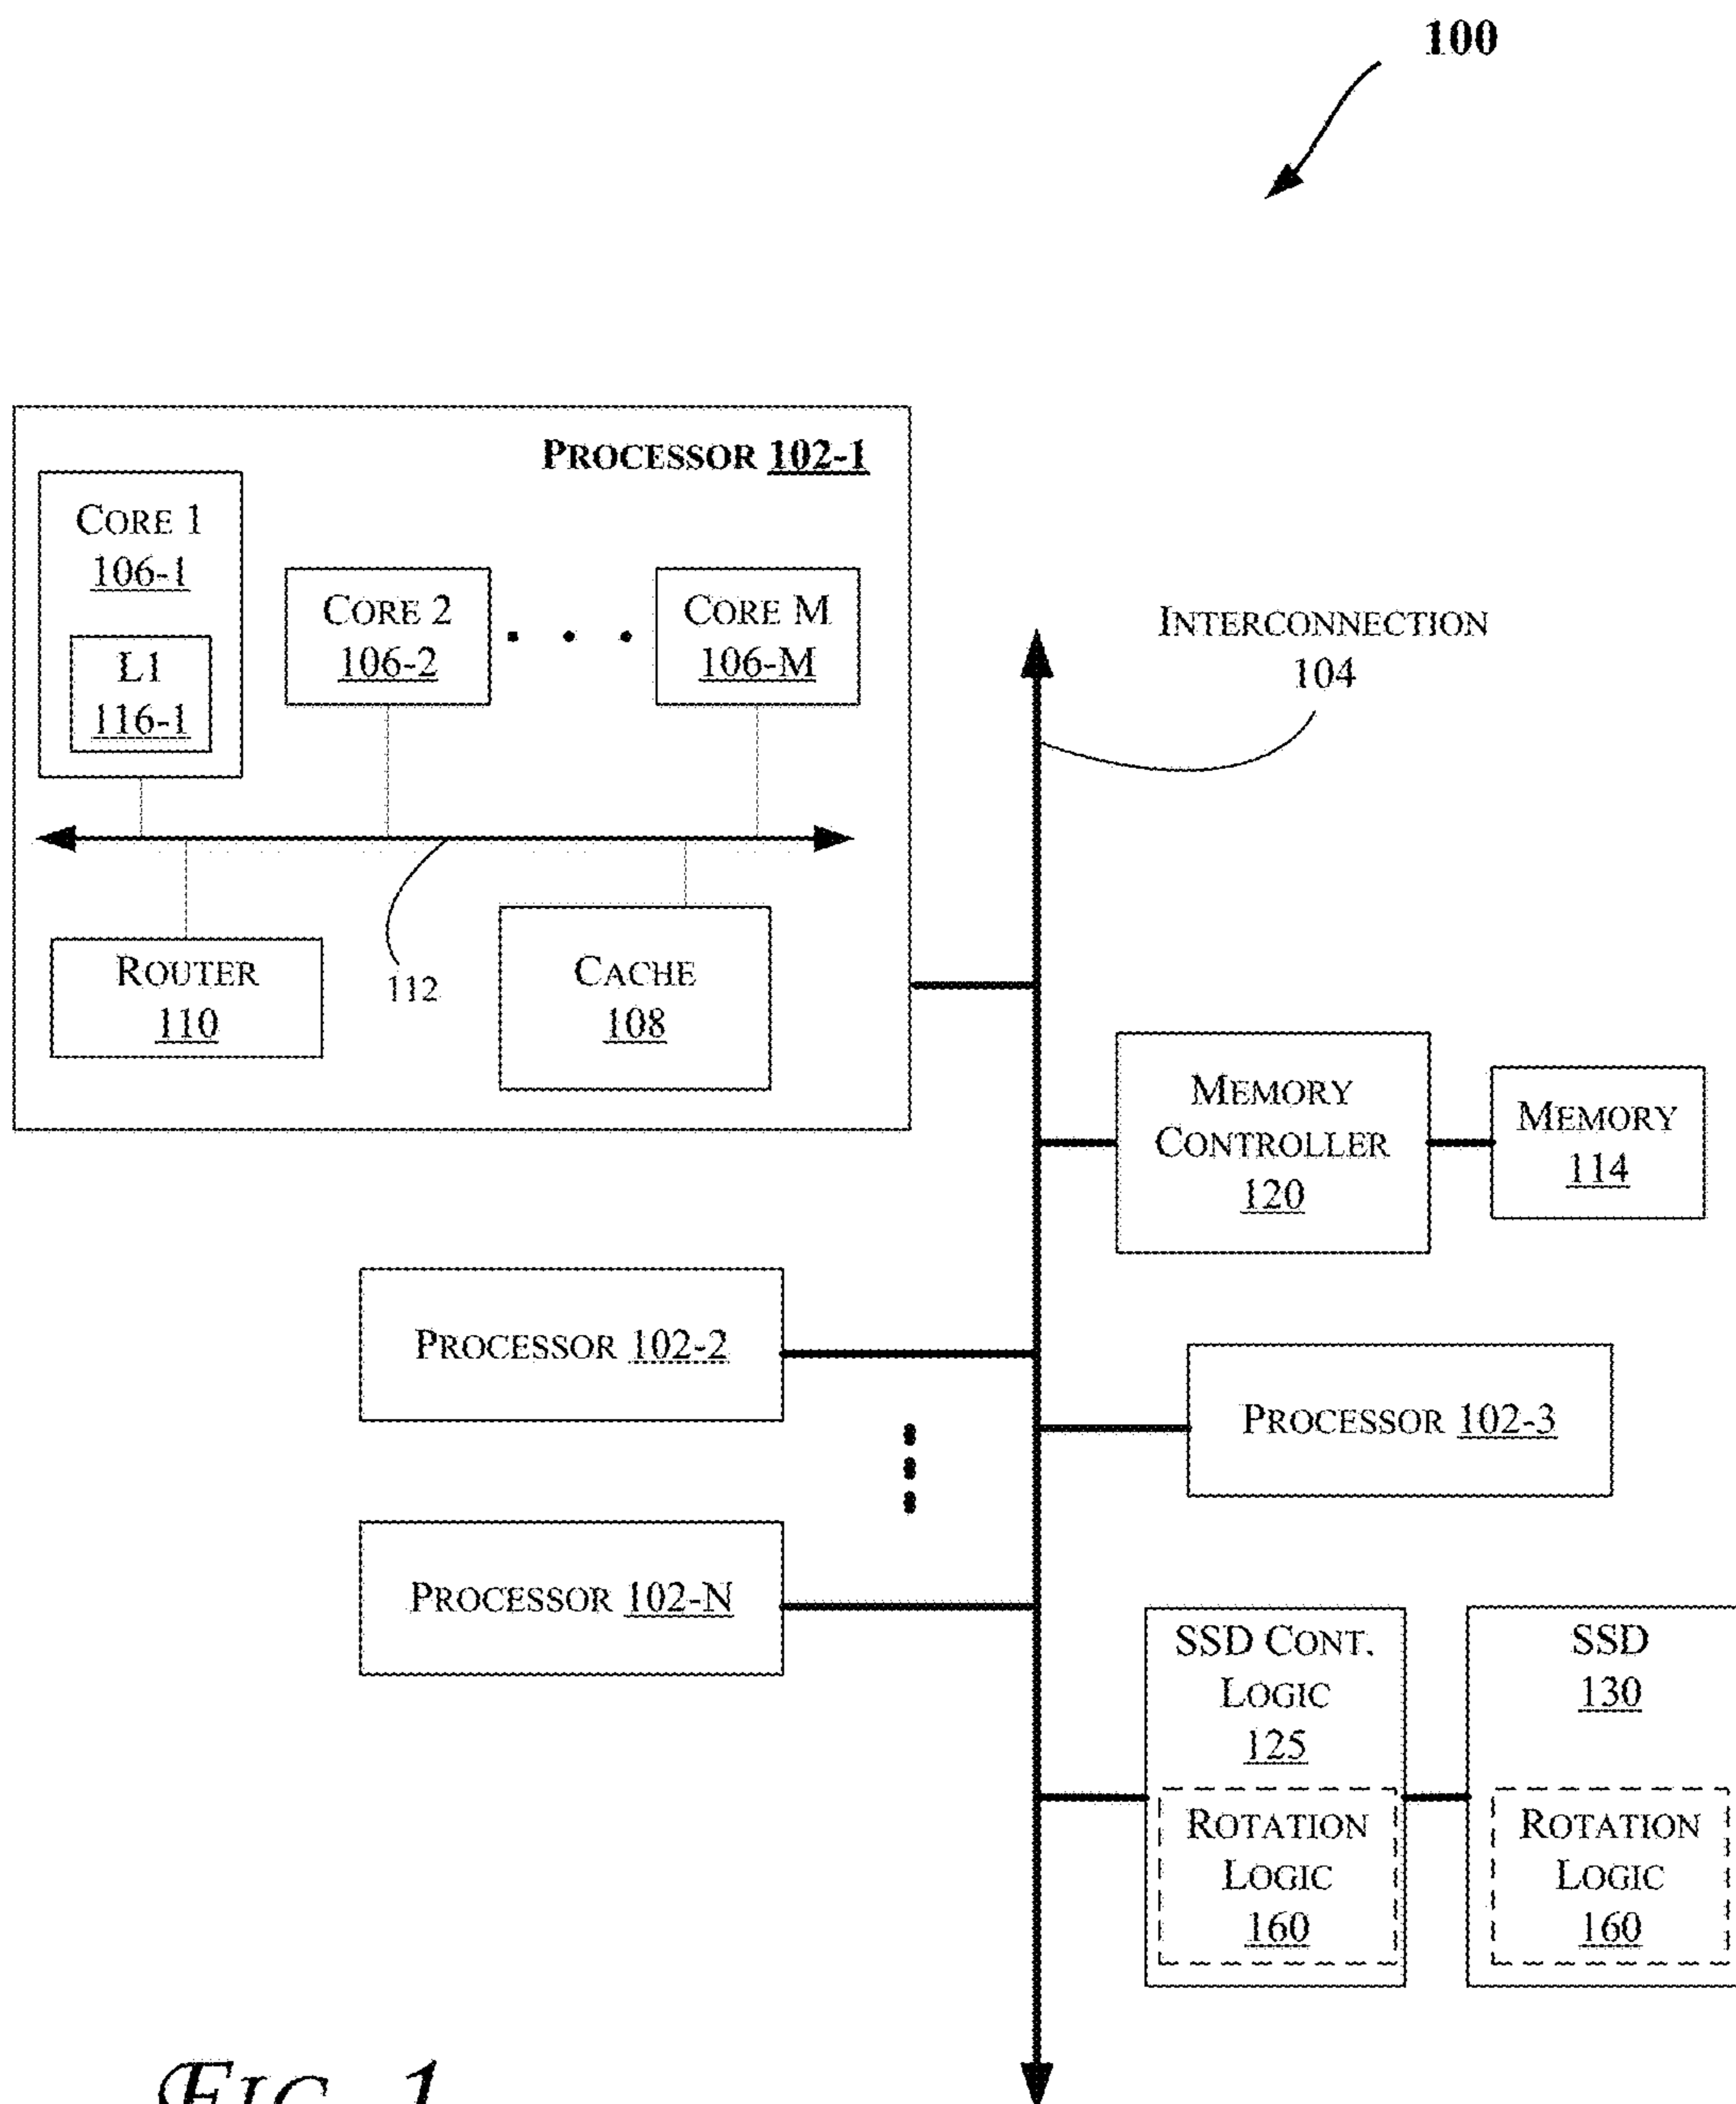 100
PROCESSOR 102-1
CORE 1
106-1
L1
116-1
CORE 2
106-2
CORE M
106-M
INTERCONNECTION
104
ROUTER
110
112
CACHE
108
MEMORY
CONTROLLER
120
MEMORY
114
PROCESSOR 102-2
PROCESSOR 102-3
PROCESSOR 102-N
SSD CONT.
LOGIC
125
ROTATION
LOGIC
160
SSD
130
ROTATION
LOGIC
160
FIG. 1